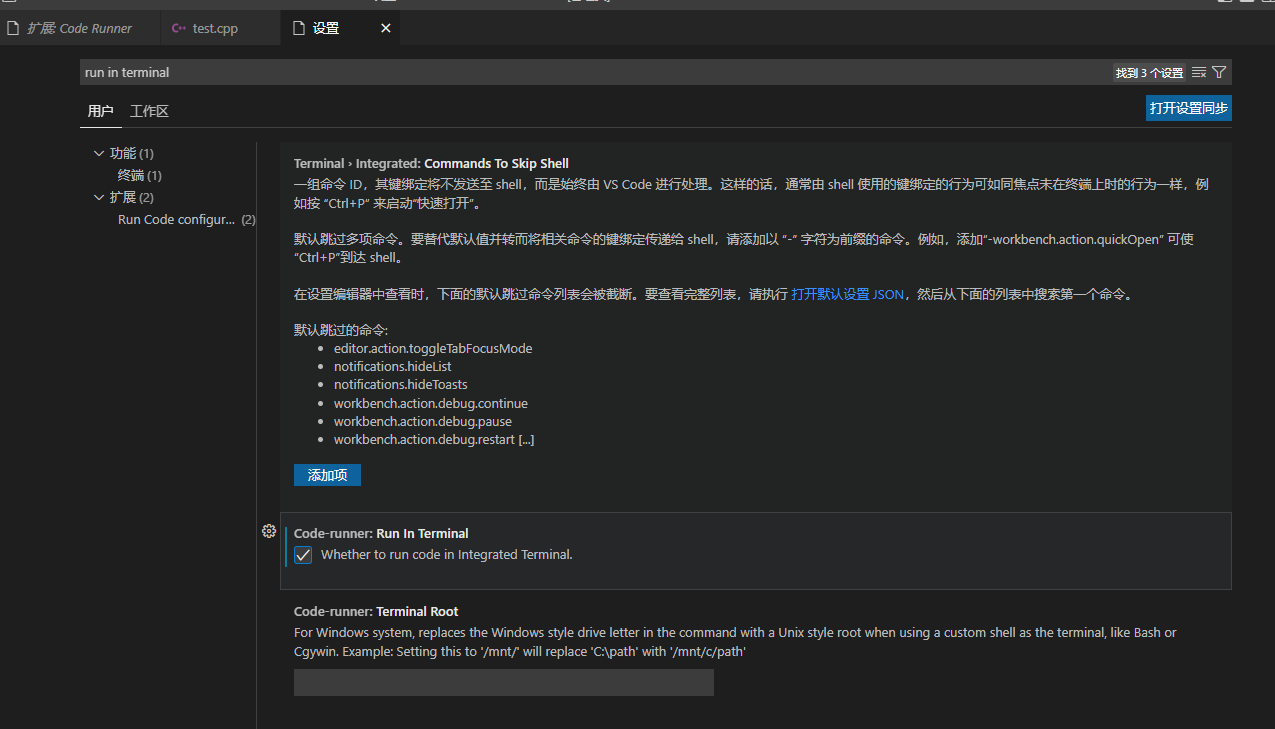 扩展: Code Runner
test.cpp
设置
run in terminal
找到 3 个设置
用户
工作区
打开设置同步
功能 (1)
终端 (1)
扩展 (2)
Run Code configur... (2)
Terminal › Integrated: Commands To Skip Shell
一组命令 ID，其键绑定将不发送至 shell，而是始终由 VS Code 进行处理。这样的话，通常由 shell 使用的键绑定的行为可如同焦点未在终端上时的行为一样，例
如按 “Ctrl+P” 来启动“快速打开”。
默认跳过多项命令。要替代默认值并转而将相关命令的键绑定传递给 shell，请添加以 “-” 字符为前缀的命令。例如，添加“-workbench.action.quickOpen” 可使
“Ctrl+P”到达 shell。
在设置编辑器中查看时，下面的默认跳过命令列表会被截断。要查看完整列表，请执行 打开默认设置 JSON，然后从下面的列表中搜索第一个命令。
默认跳过的命令:
editor.action.toggleTabFocusMode
notifications.hideList
notifications.hideToasts
workbench.action.debug.continue
workbench.action.debug.pause
workbench.action.debug.restart [...]
添加项
Code-runner: Run In Terminal
Whether to run code in Integrated Terminal.
Code-runner: Terminal Root
For Windows system, replaces the Windows style drive letter in the command with a Unix style root when using a custom shell as the terminal, like Bash or
Cgywin. Example: Setting this to '/mnt/' will replace 'C:\path' with '/mnt/c/path'